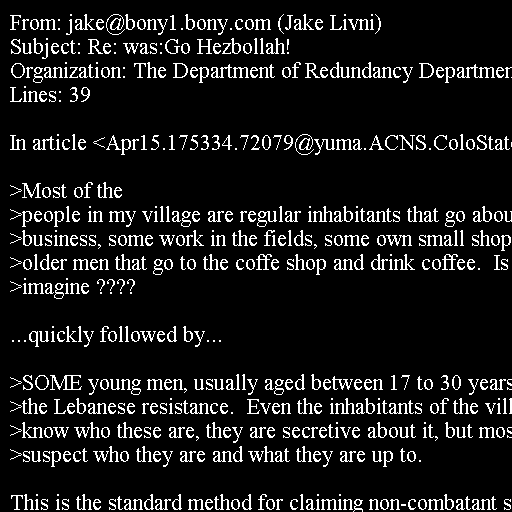 From: jake@bony1.bony.com (Jake Livni)
Subject: Re: was:Go Hezbollah!
Organization: The Department of Redundancy Departmen
Lines: 39

In article <Apr15.175334.72079@yuma.ACNS.ColoStat

>Most of the
>people in my village are regular inhabitants that go abou
>business, some work in the fields, some own small shop
>older men that go to the coffe shop and drink coffee.  Is
>imagine ????

...quickly followed by...

>SOME young men, usually aged between 17 to 30 years
>the Lebanese resistance.  Even the inhabitants of the vill
>know who these are, they are secretive about it, but mos
>suspect who they are and what they are up to.

This is the standard method for claiming non-combatant s